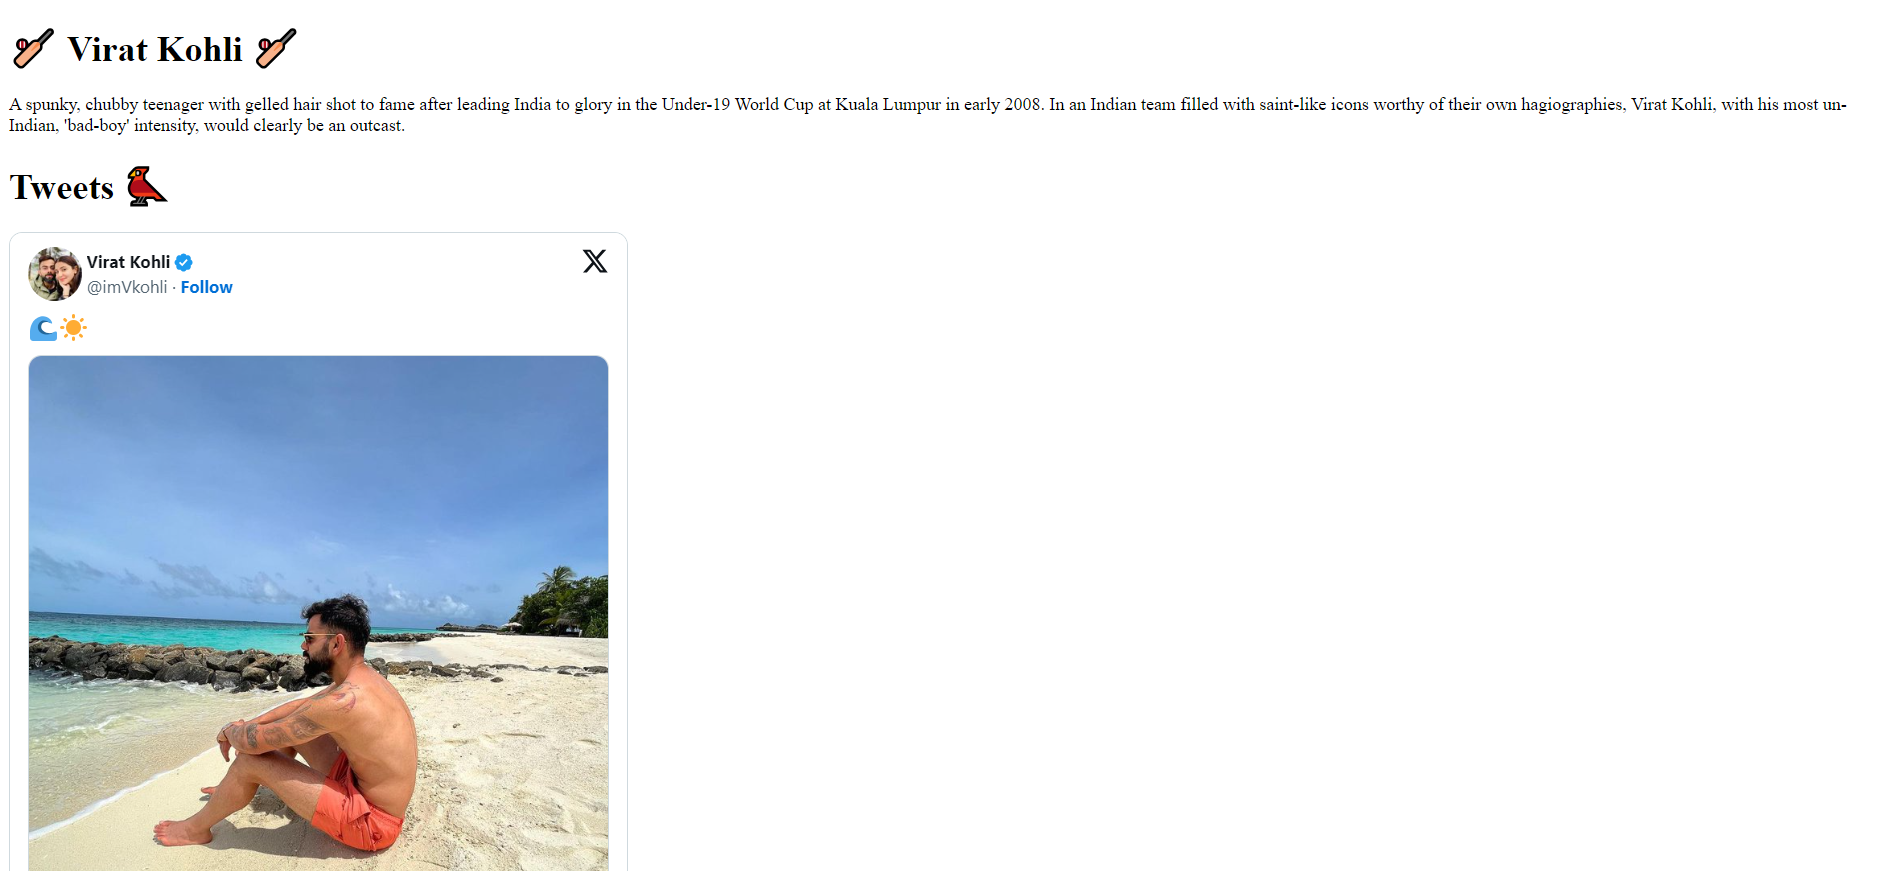 Virat Kohli
A spunky, chubby teenager with gelled hair shot to fame after leading India to glory in the Under-19 World Cup at Kuala Lumpur in early 2008. In an Indian team filled with saint-like icons worthy of their own hagiographies, Virat Kohli, with his most un-
Indian, 'bad-boy' intensity, would clearly be an outcast.
Tweets
Virat Kohli
@imVkohli · Follow